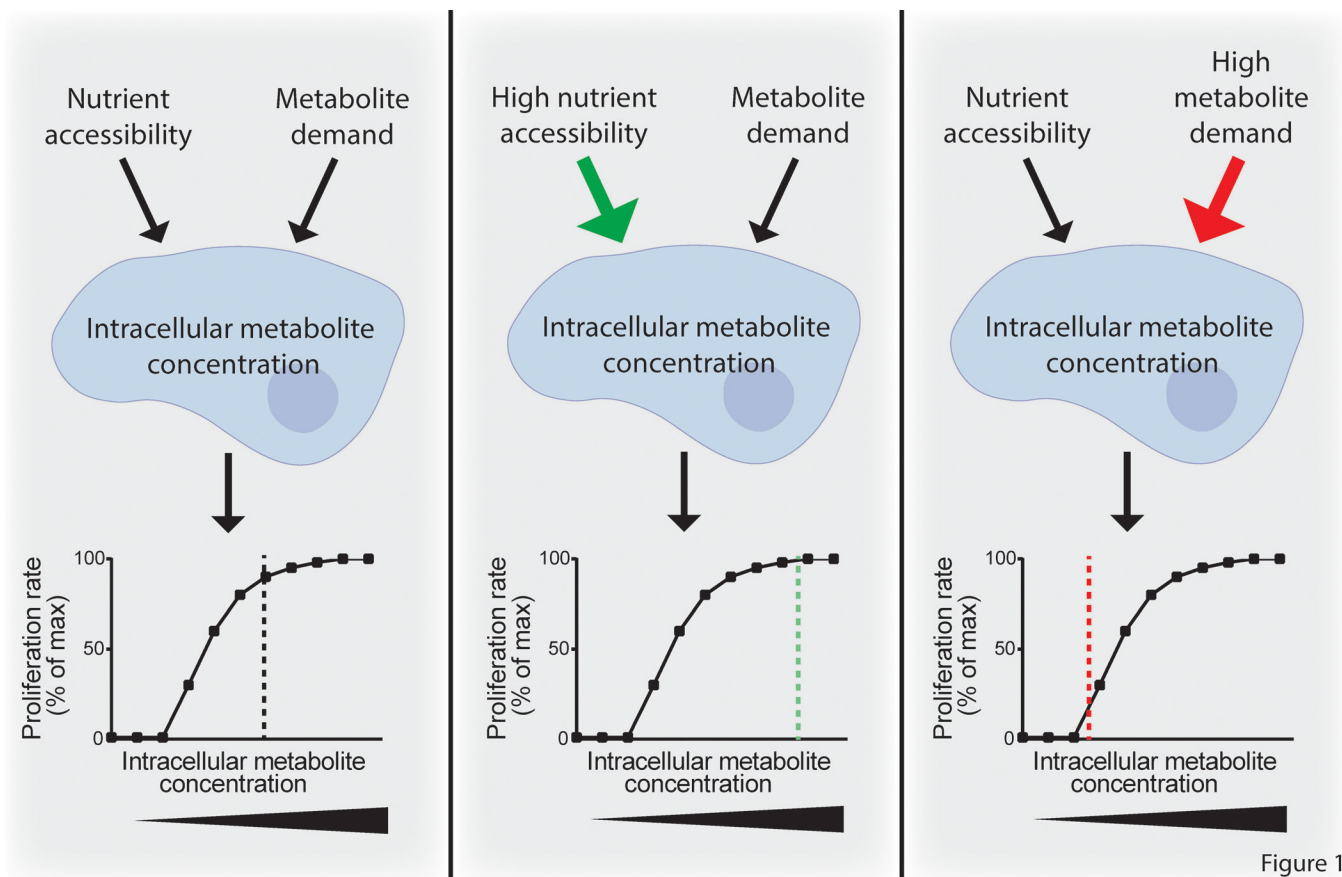 Nutrient
accessibility
Metabolite
demand
Intracellular metabolite
concentration
Proliferation rate
(% of max)
100
50
0
Intracellular metabolite
concentration
High nutrient
accessibility
Metabolite
demand
Intracellular metabolite
concentration
Proliferation rate
(% of max)
100
50
0
Intracellular metabolite
concentration
Nutrient
accessibility
High
metabolite
demand
Intracellular metabolite
concentration
Proliferation rate
(% of max)
100
50
0
Intracellular metabolite
concentration
Figure 1